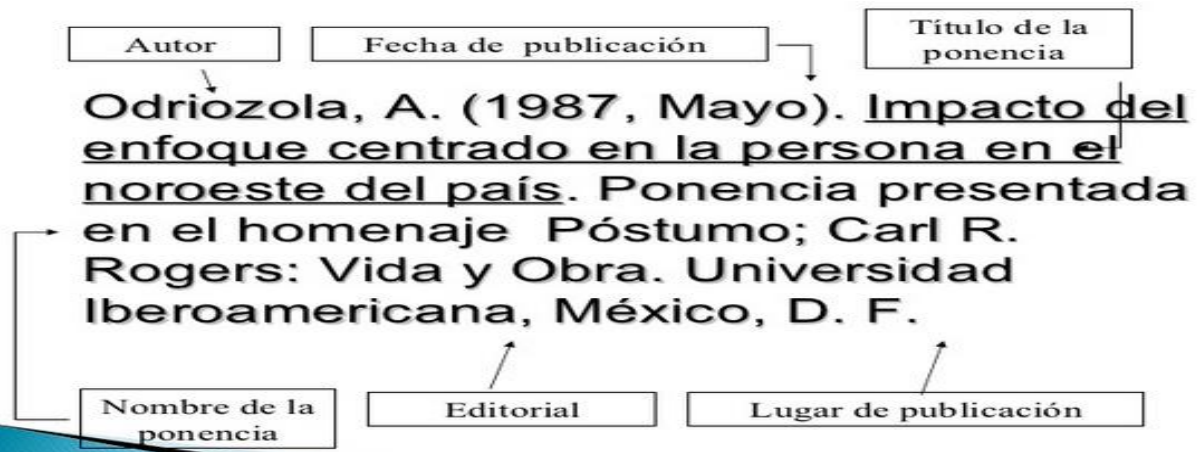 Autor
Fecha de publicación
Título de la
ponencia
Odriozola, A. (1987, Mayo). Impacto del
enfoque centrado en la persona en el
noroeste del país. Ponencia presentada
en el homenaje Póstumo; Carl R.
Rogers: Vida y Obra. Universidad
Iberoamericana, México, D. F.
Nombre de la
ponencia
Editorial
Lugar de publicación